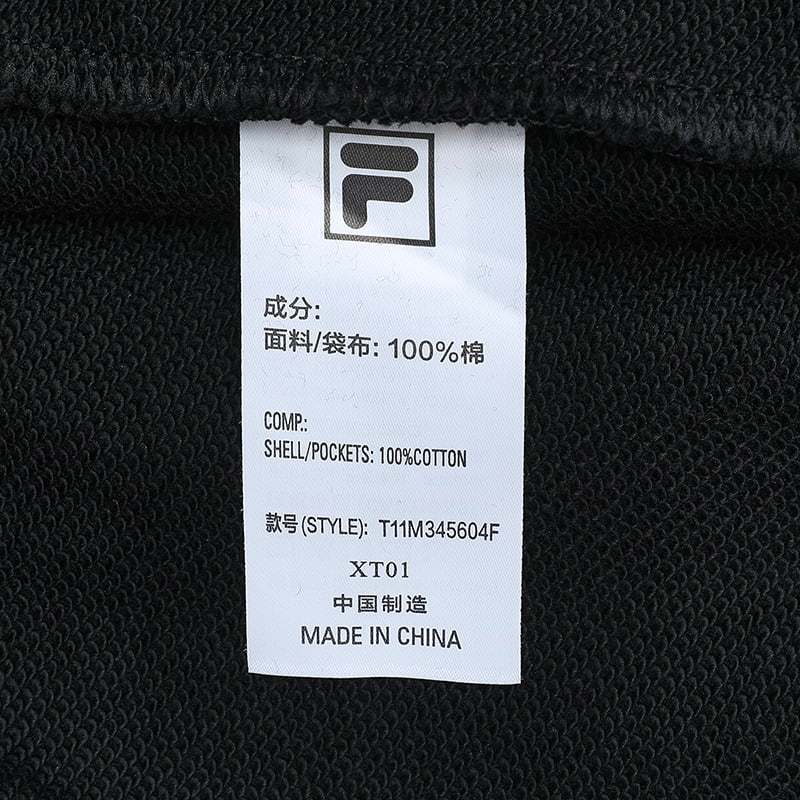 F
成分:
面料/袋布: 100%棉
COMP.:
SHELL/POCKETS: 100%COTTON
款号(STYLE): T11M345604F
XT01
中国制造
MADE IN CHINA